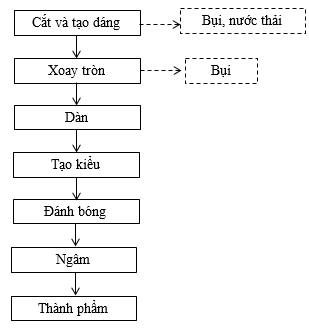 Cắt và tạo dáng
Bụi, nước thải
Xoay tròn
Bụi
Dàn
Tạo kiểu
Đánh bóng
Ngâm
Thành phẩm